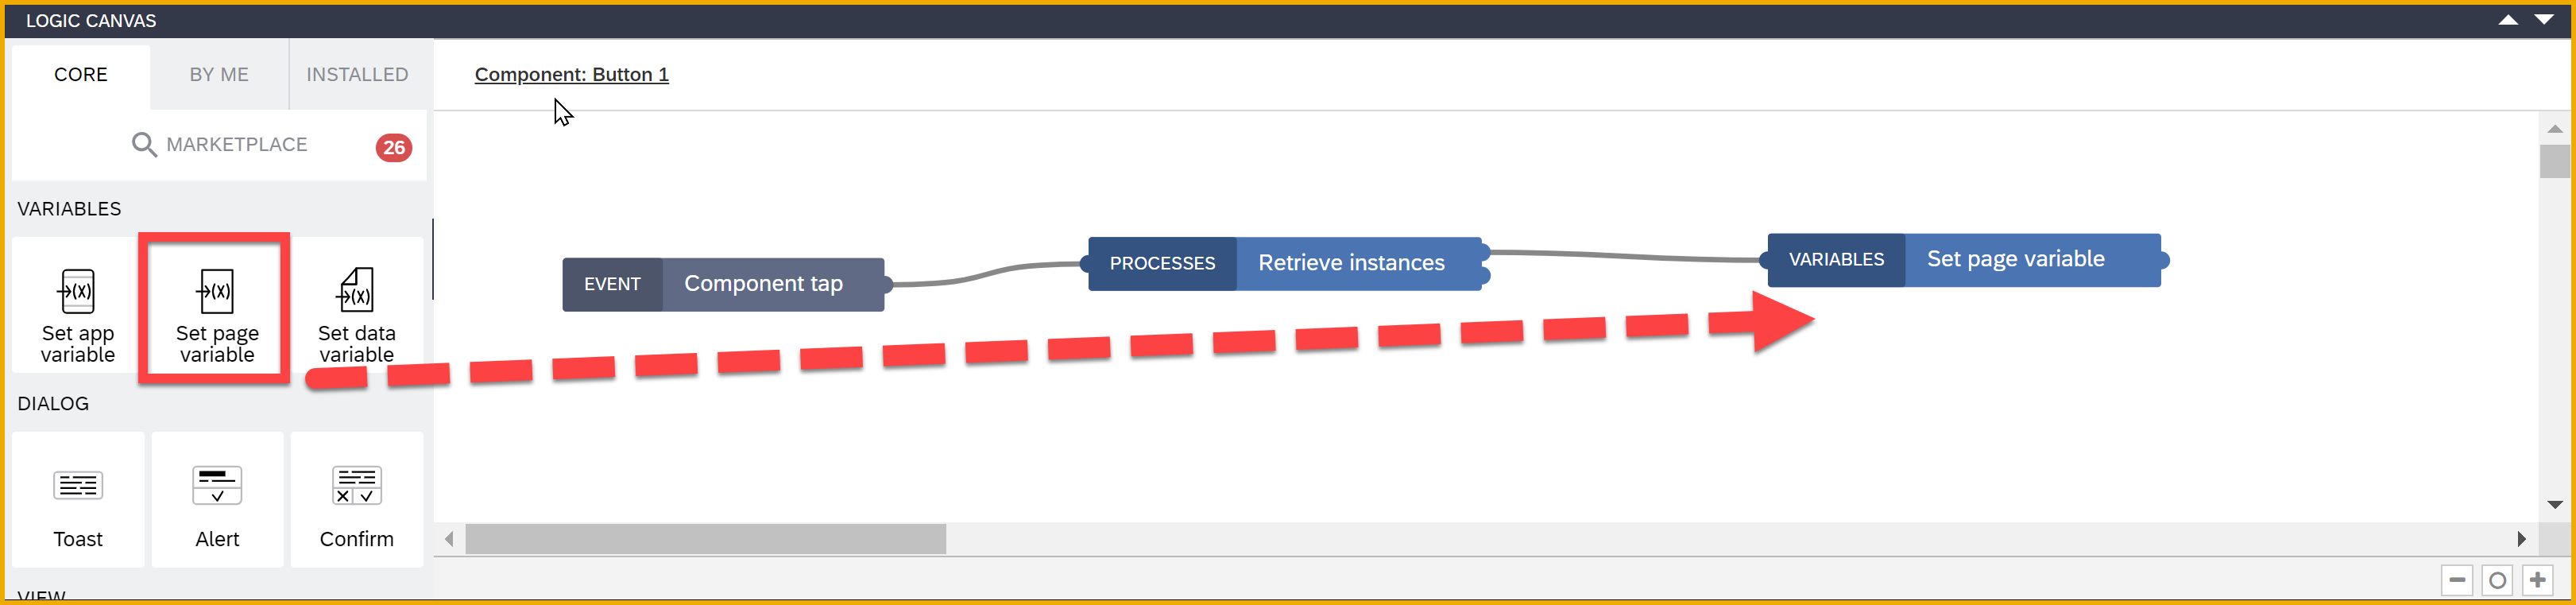 LOGIC CANVAS
CORE
BY ME
INSTALLED
Component: Button 1
MARKETPLACE
26
VARIABLES
Set app
variable
Set page
variable
Set data
variable
EVENT
Component tap
PROCESSES
Retrieve instances
VARIABLES
Set page variable
DIALOG
Toast
Alert
Confirm
VIEW